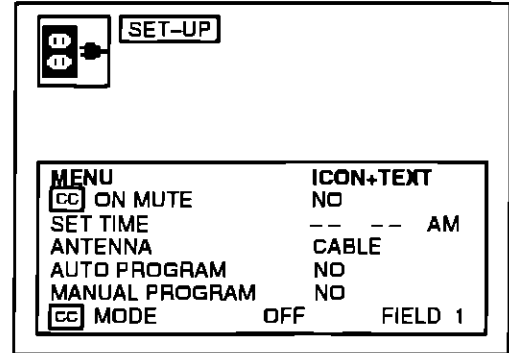 SET-UP
MENU ICON+TEXT
CC ON MUTE NO
SET TIME -- -- AM
ANTENNA CABLE
AUTO PROGRAM NO
MANUAL PROGRAM NO
CC MODE OFF FIELD 1